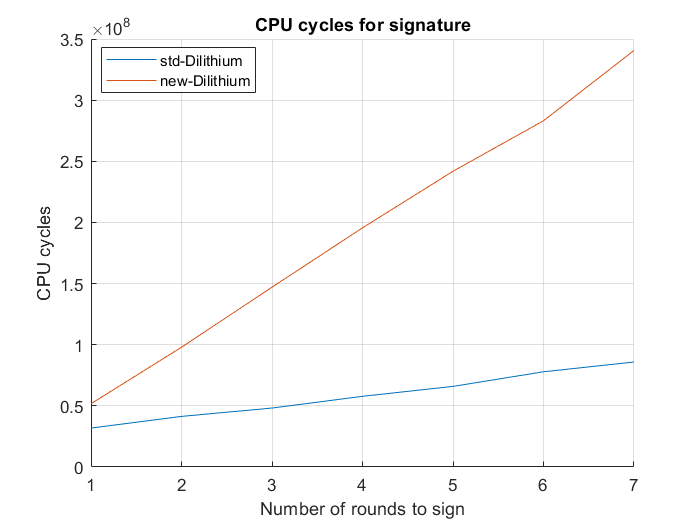 CPU cycles for signature
×10^8
std-Dilithium
new-Dilithium
3.5
3
2.5
2
1.5
1
0.5
0
CPU cycles
1 2 3 4 5 6 7
Number of rounds to sign